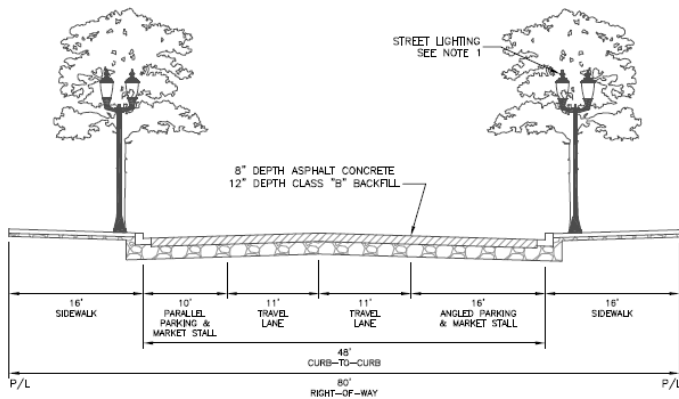 STREET LIGHTING
SEE NOTE 1
8" DEPTH ASPHALT CONCRETE
12" DEPTH CLASS "B" BACKFILL
16'
SIDEWALK
10'
PARALLEL
PARKING &
MARKET STALL
11'
TRAVEL
LANE
11'
TRAVEL
LANE
16'
ANGLED PARKING
& MARKET STALL
16'
SIDEWALK
48'
CURB-TO-CURB
P/L
80'
RIGHT-OF-WAY
P/L